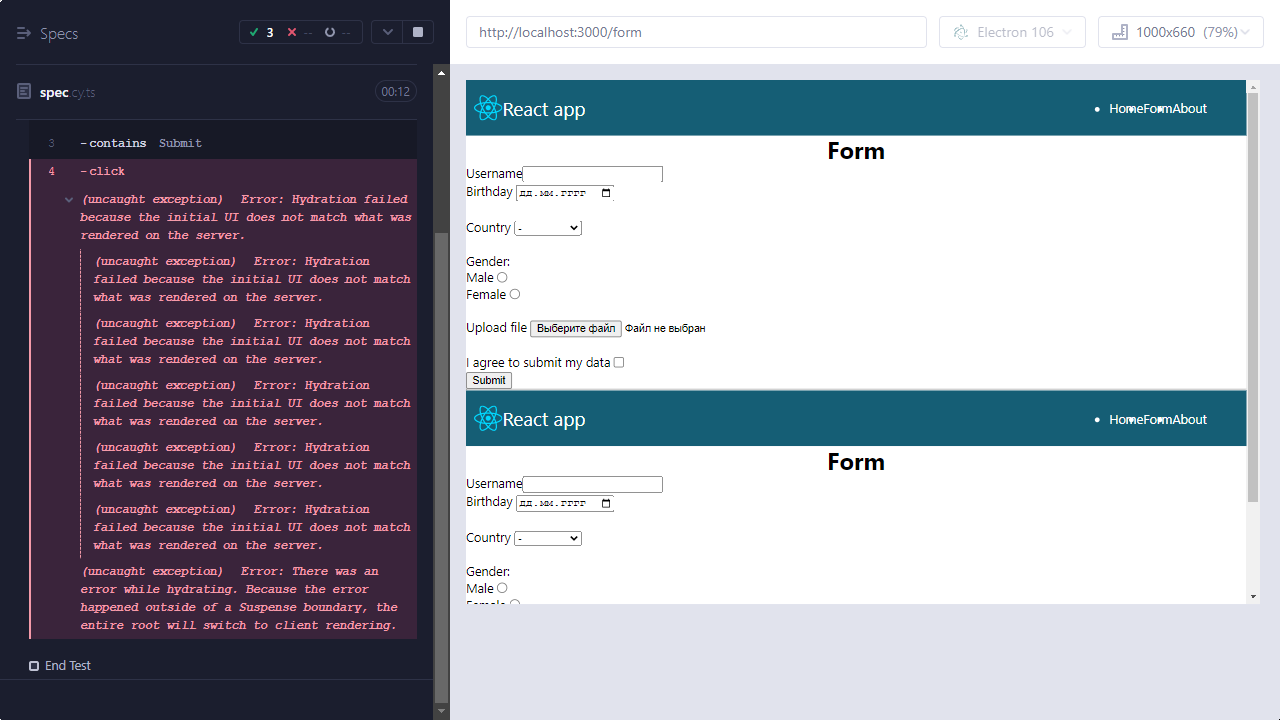 Specs
3 -- --
spec.cy.ts
00:12
3 -contains Submit
4 -click
(uncaught exception) Error: Hydration failed
because the initial UI does not match what was
rendered on the server.
(uncaught exception) Error: Hydration
failed because the initial UI does not match
what was rendered on the server.
(uncaught exception) Error: Hydration
failed because the initial UI does not match
what was rendered on the server.
(uncaught exception) Error: Hydration
failed because the initial UI does not match
what was rendered on the server.
(uncaught exception) Error: Hydration
failed because the initial UI does not match
what was rendered on the server.
(uncaught exception) Error: Hydration
failed because the initial UI does not match
what was rendered on the server.
(uncaught exception) Error: There was an
error while hydrating. Because the error
happened outside of a Suspense boundary, the
entire root will switch to client rendering.
End Test
http://localhost:3000/form
Electron 106
1000x660 (79%)
React app
Home Form About
Form
Username
Birthday дд.мм.гггг
Country -
Gender:
Male
Female
Upload file Выберите файл Файл не выбран
I agree to submit my data
Submit
React app
Home Form About
Form
Username
Birthday дд.мм.гггг
Country -
Gender:
Male
Female